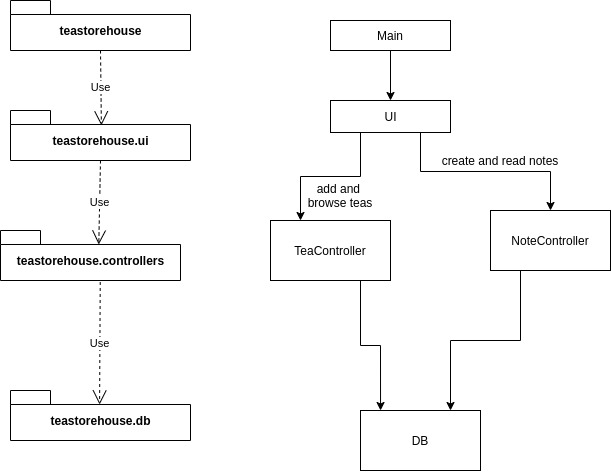 teastorehouse
Use
teastorehouse.ui
Use
teastorehouse.controllers
Use
teastorehouse.db
Main
UI
add and
browse teas
create and read notes
TeaController
NoteController
DB